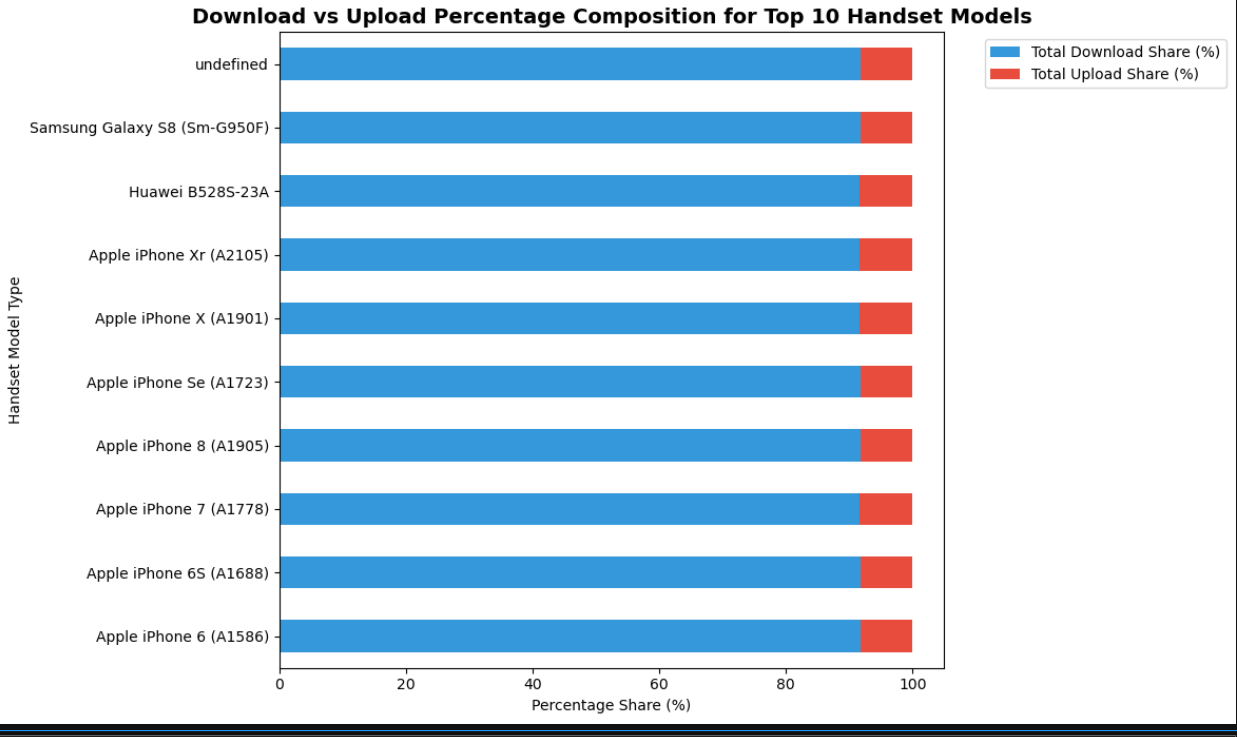 Download vs Upload Percentage Composition for Top 10 Handset Models
Total Download Share (%)
Total Upload Share (%)
Handset Model Type
undefined
Samsung Galaxy S8 (Sm-G950F)
Huawei B528S-23A
Apple iPhone Xr (A2105)
Apple iPhone X (A1901)
Apple iPhone Se (A1723)
Apple iPhone 8 (A1905)
Apple iPhone 7 (A1778)
Apple iPhone 6S (A1688)
Apple iPhone 6 (A1586)
0 20 40 60 80 100
Percentage Share (%)